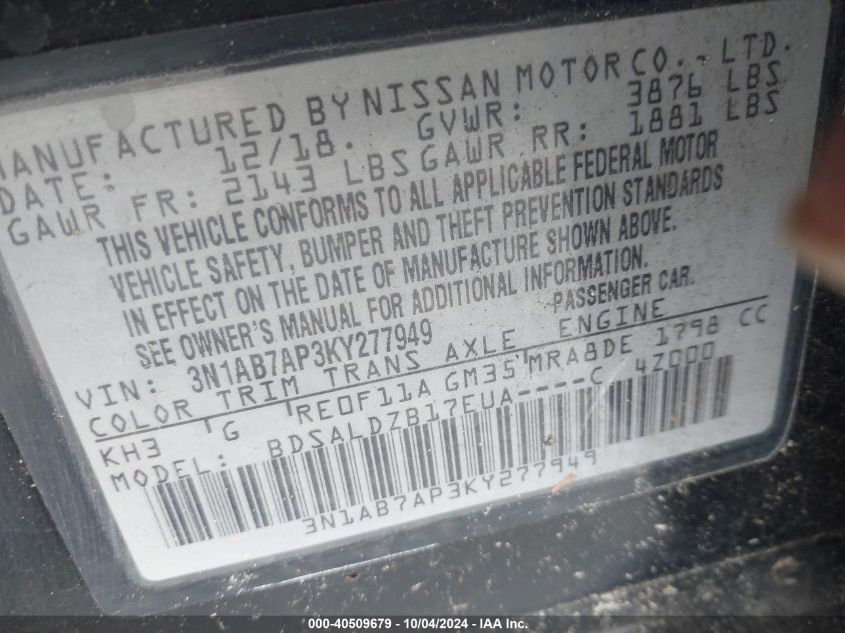 MANUFACTURED BY NISSAN MOTOR CO., LTD.
DATE: 12/18. GVWR: 3876 LBS
GAWR FR: 2143 LBS GAWR RR: 1881 LBS
THIS VEHICLE CONFORMS TO ALL APPLICABLE FEDERAL MOTOR
VEHICLE SAFETY, BUMPER AND THEFT PREVENTION STANDARDS
IN EFFECT ON THE DATE OF MANUFACTURE SHOWN ABOVE.
SEE OWNER'S MANUAL FOR ADDITIONAL INFORMATION.
VIN: 3N1AB7AP3KY277949 PASSENGER CAR.
COLOR TRIM TRANS AXLE ENGINE
KH3 G RE0F11A GM35 MRA8DE 1798 CC
MODEL: BDSALDZB17EUA----C 4Z000
3N1AB7AP3KY277949
000-40509679 - 10/04/2024 - IAA Inc.